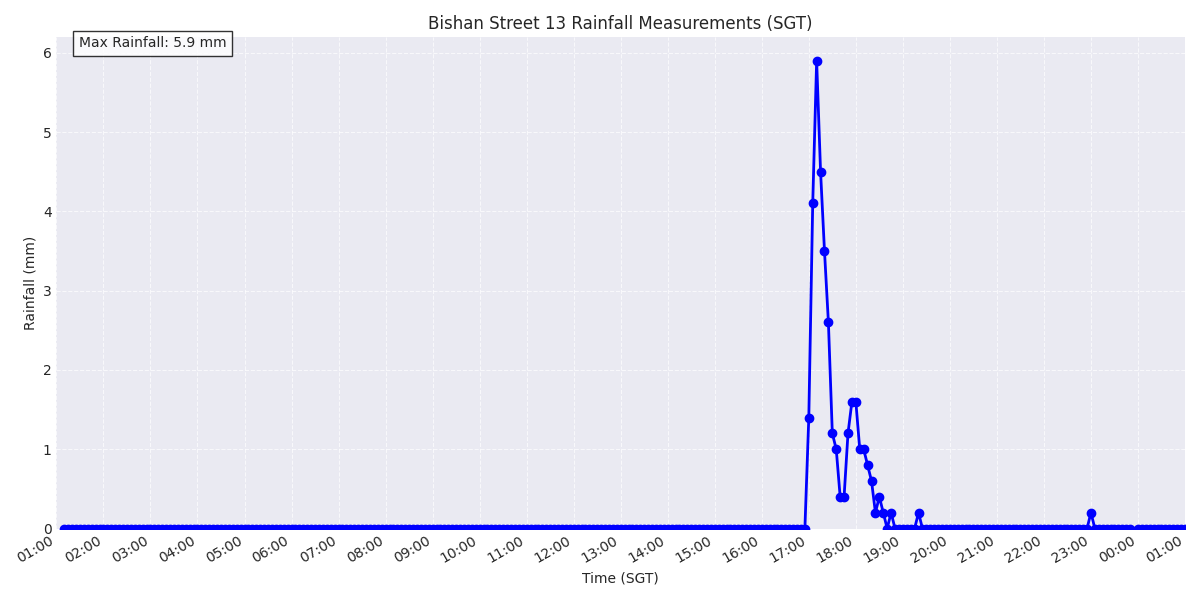 Bishan Street 13 Rainfall Measurements (SGT)
Max Rainfall: 5.9 mm
6
5
4
3
2
1
0
Rainfall (mm)
01:00 02:00 03:00 04:00 05:00 06:00 07:00 08:00 09:00 10:00 11:00 12:00 13:00 14:00 15:00 16:00 17:00 18:00 19:00 20:00 21:00 22:00 23:00 00:00 01:00
Time (SGT)